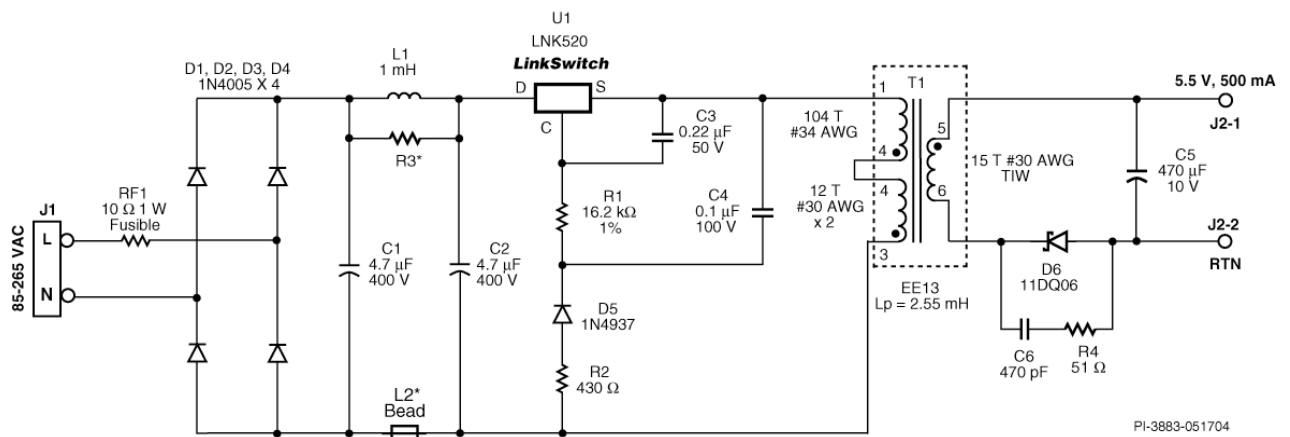 U1
LNK520
LinkSwitch
L1
1 mH
D1, D2, D3, D4
1N4005 X 4
D
S
C
T1
1
5.5 V, 500 mA
J2-1
C3
0.22 μF
50 V
104 T
#34 AWG
4
5
R3*
RF1
10 Ω 1 W
Fusible
J1
L
N
85-265 VAC
R1
16.2 kΩ
1%
C4
0.1 μF
100 V
12 T
#30 AWG
x 2
4
3
15 T #30 AWG
TIW
6
C5
470 μF
10 V
J2-2
RTN
C1
4.7 μF
400 V
C2
4.7 μF
400 V
D6
11DQ06
EE13
Lp = 2.55 mH
D5
1N4937
R2
430 Ω
C6
470 pF
R4
51 Ω
L2*
Bead
PI-3883-051704